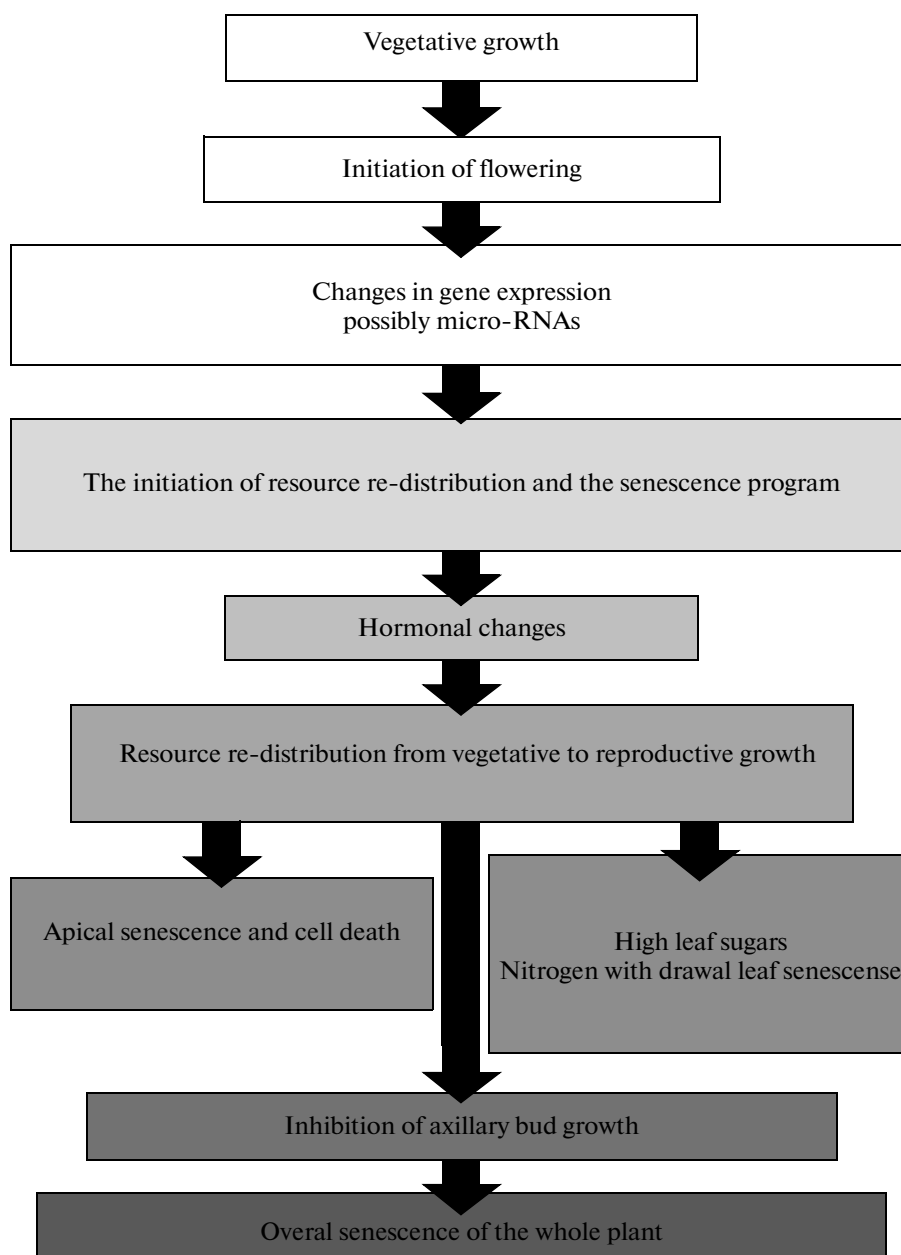 Vegetative growth
Initiation of flowering
Changes in gene expression
possibly micro-RNAs
The initiation of resource re-distribution and the senescence program
Hormonal changes
Resource re-distribution from vegetative to reproductive growth
Apical senescence and cell death
High leaf sugars
Nitrogen with drawal leaf senescense
Inhibition of axillary bud growth
Overal senescence of the whole plant